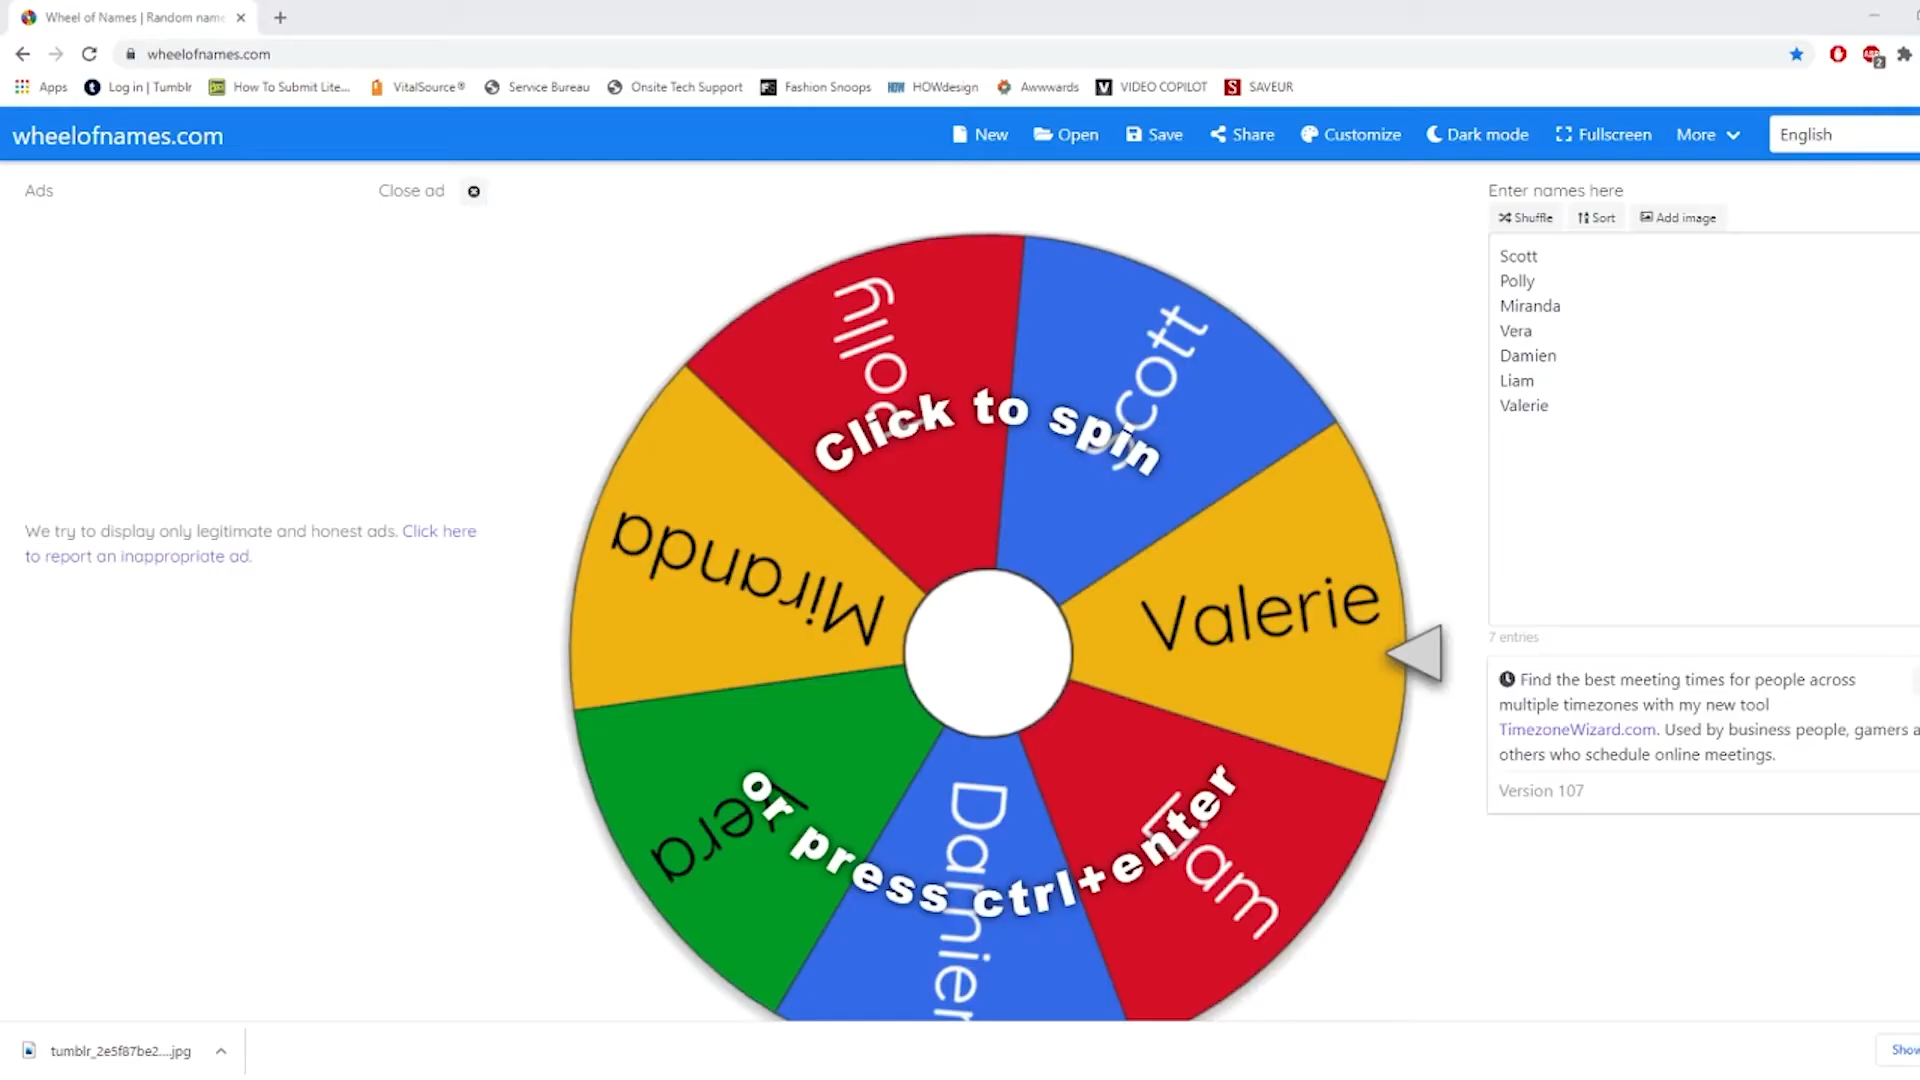 Wheel of Names | Random name
wheelofnames.com
Apps
Log in | Tumblr
How To Submit Lite...
VitalSource®
Service Bureau
Onsite Tech Support
Fashion Snoops
HOWdesign
Awwwards
VIDEO COPILOT
SAVEUR
wheelofnames.com
New
Open
Save
Share
Customize
Dark mode
Fullscreen
More
English
Ads
Close ad
We try to display only legitimate and honest ads. Click here
to report an inappropriate ad.
Polly
Scott
Click to spin
Miranda
Valerie
Vera
Damien
Liam
or press ctrl+enter
Enter names here
Shuffle
Sort
Add image
Scott
Polly
Miranda
Vera
Damien
Liam
Valerie
7 entries
Find the best meeting times for people across
multiple timezones with my new tool
TimezoneWizard.com. Used by business people, gamers a
others who schedule online meetings.
Version 107
tumblr_2e5f87be2....jpg
Show